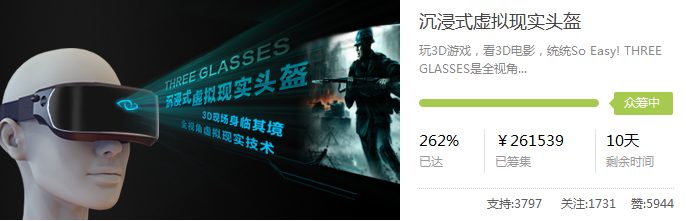 THREE GLASSES
沉浸式虚拟现实头盔
3D现场身临其境
全视角虚拟现实技术
沉浸式虚拟现实头盔
玩3D游戏，看3D电影，统统So Easy! THREE
GLASSES是全视角...
众筹中
262%
已达
￥261539
已筹集
10天
剩余时间
支持:3797 关注:1731 赞:5944